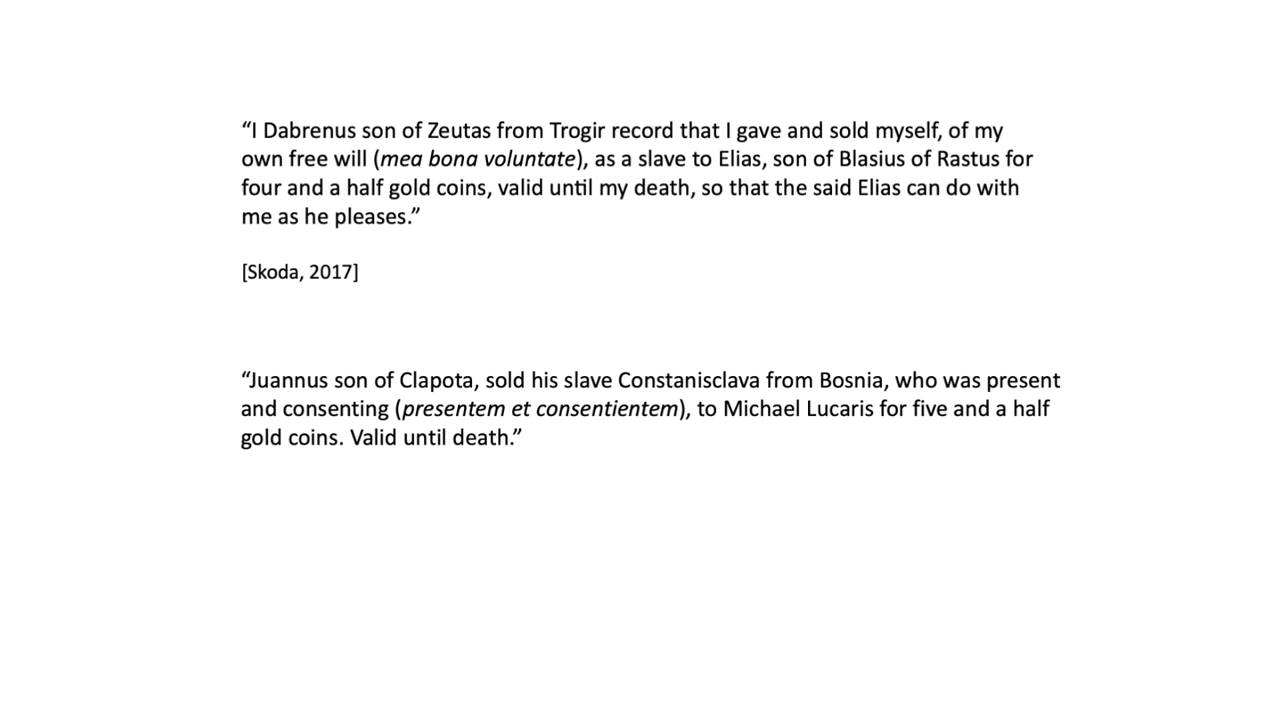 “I Dabrenus son of Zeutas from Trogir record that I gave and sold myself, of my
own free will (mea bona voluntate), as a slave to Elias, son of Blasius of Rastus for
four and a half gold coins, valid until my death, so that the said Elias can do with
me as he pleases.”
[Skoda, 2017]
“Juannus son of Clapota, sold his slave Constanisclava from Bosnia, who was present
and consenting (presentem et consentientem), to Michael Lucaris for five and a half
gold coins. Valid until death.”